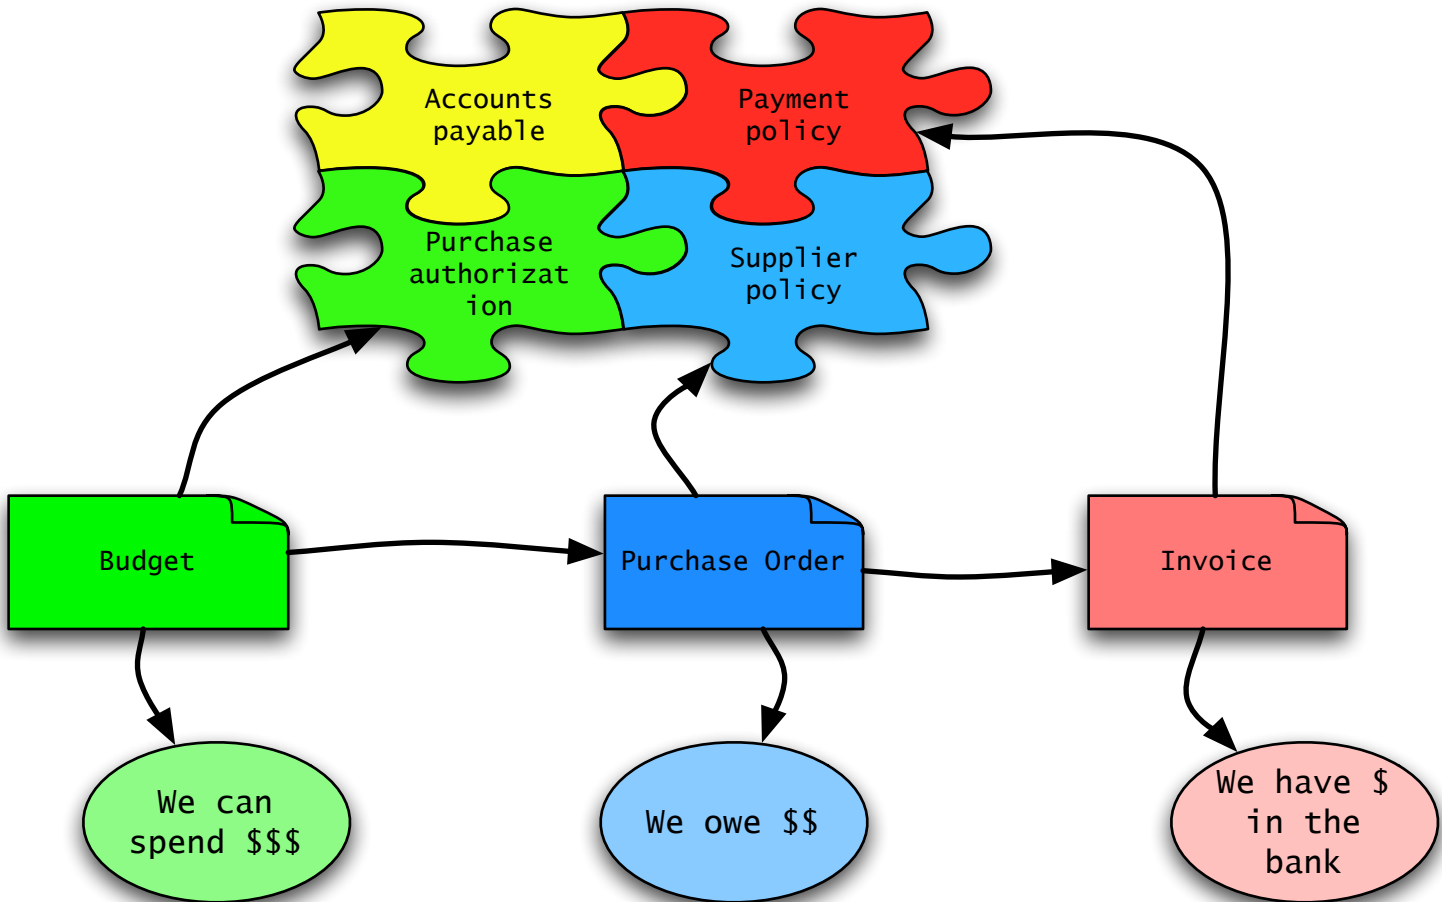 Accounts
payable
Payment
policy
Purchase
authorizat
ion
Supplier
policy
Budget
Purchase Order
Invoice
We can
spend $$$
We owe $$
We have $
in the
bank